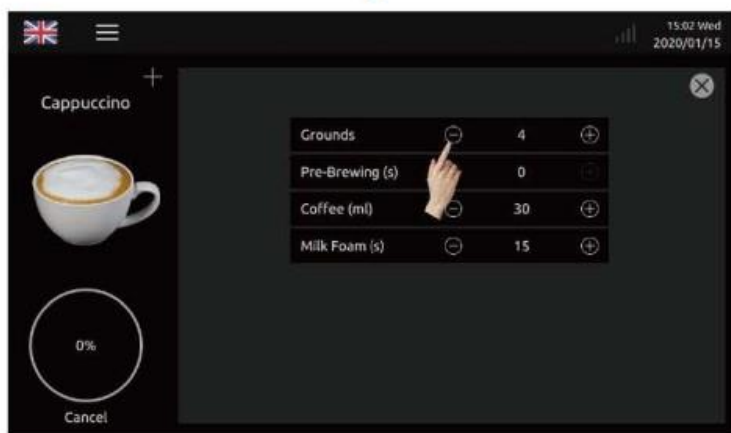 15:02 Wed
2020/01/15
Cappuccino
Grounds 4
Pre-Brewing (s) 0
Coffee (ml) 30
Milk Foam (s) 15
0%
Cancel